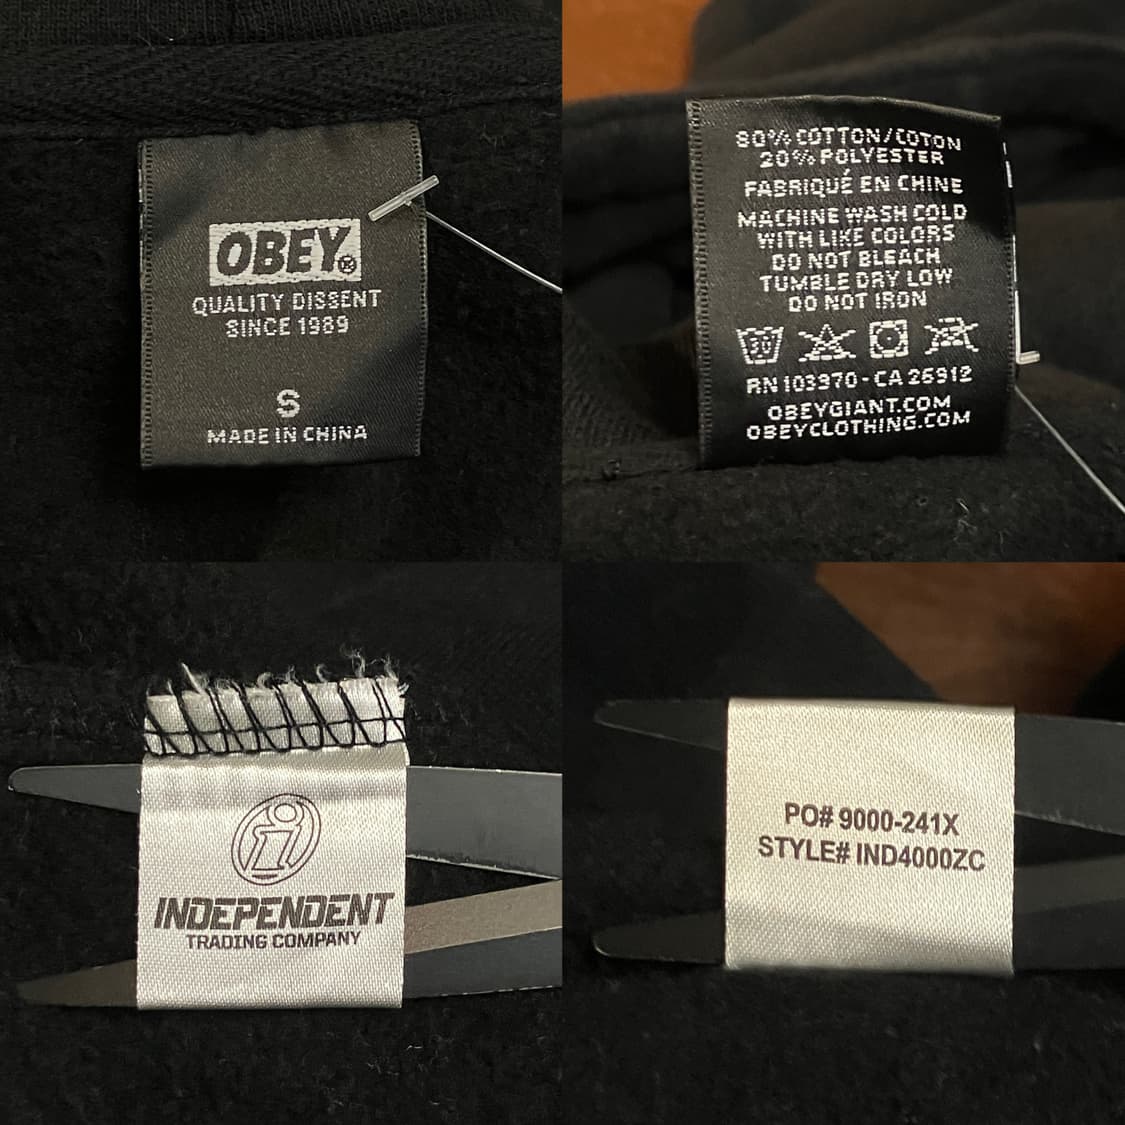 OBEY®
QUALITY DISSENT
SINCE 1989
S
MADE IN CHINA
80% COTTON/COTON
20% POLYESTER
FABRIQUÉ EN CHINE
MACHINE WASH COLD
WITH LIKE COLORS
DO NOT BLEACH
TUMBLE DRY LOW
DO NOT IRON
30
RN 103970 - CA 26912
OBEYGIANT.COM
OBEYCLOTHING.COM
i
INDEPENDENT
TRADING COMPANY
PO# 9000-241X
STYLE# IND4000ZC